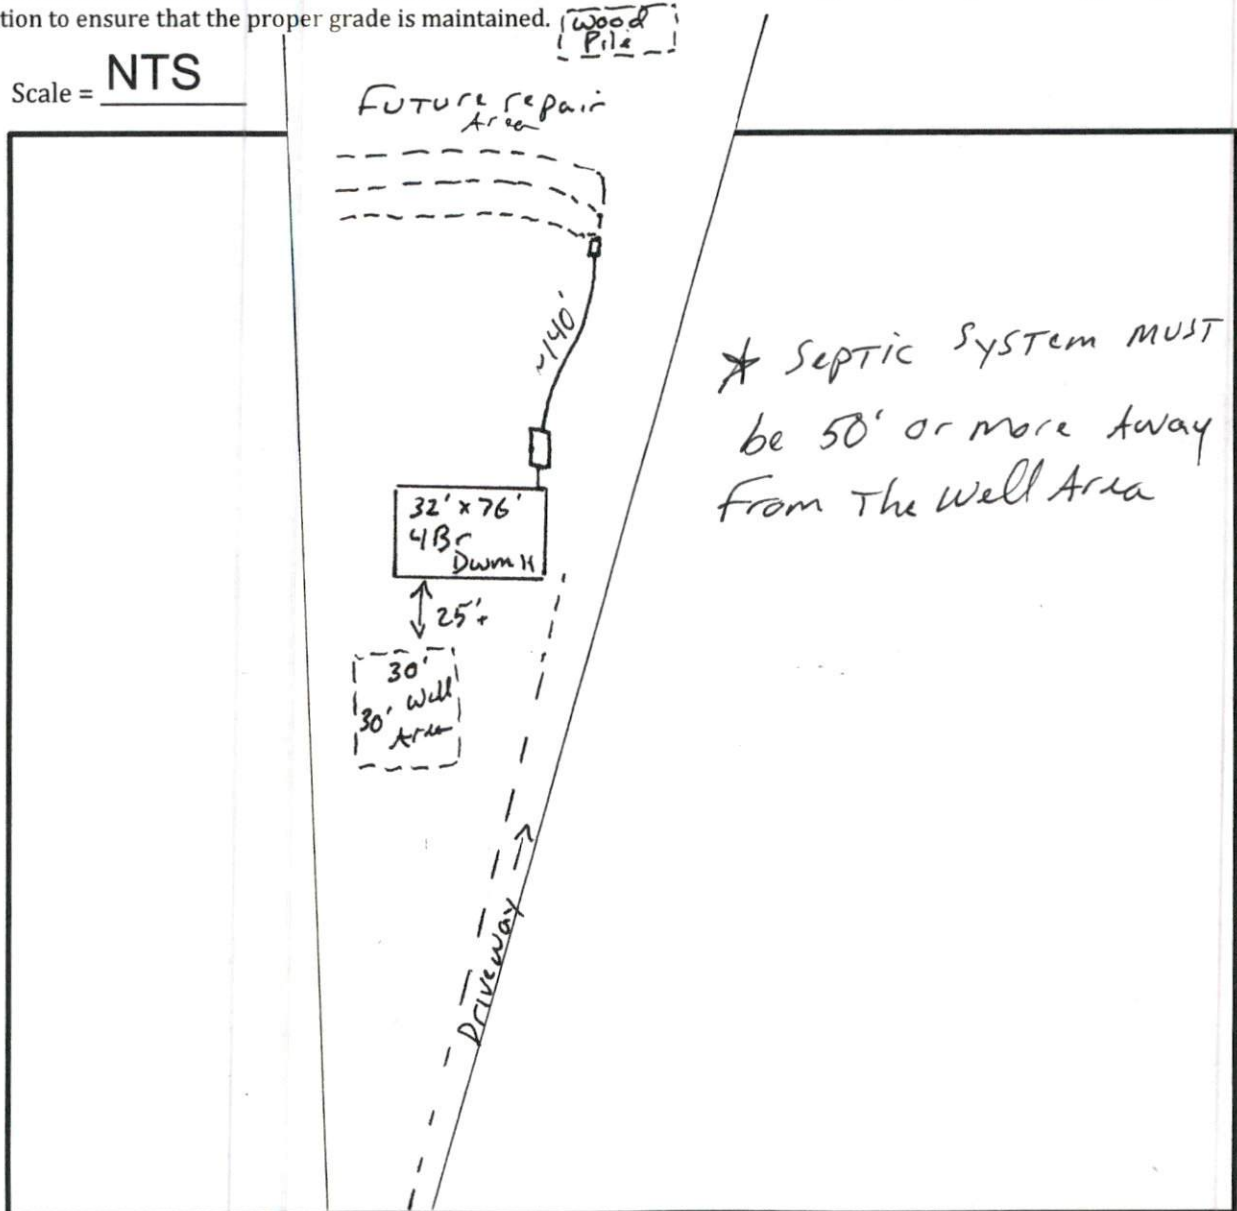 tion to ensure that the proper grade is maintained.
Wood
Pile
Scale = NTS
Future repair
Area
~140'
* Septic System MUST
be 50' or more Away
From The Well Area
32' x 76'
4Br
DwmH
25'+
30'
30' Well
Area
Driveway